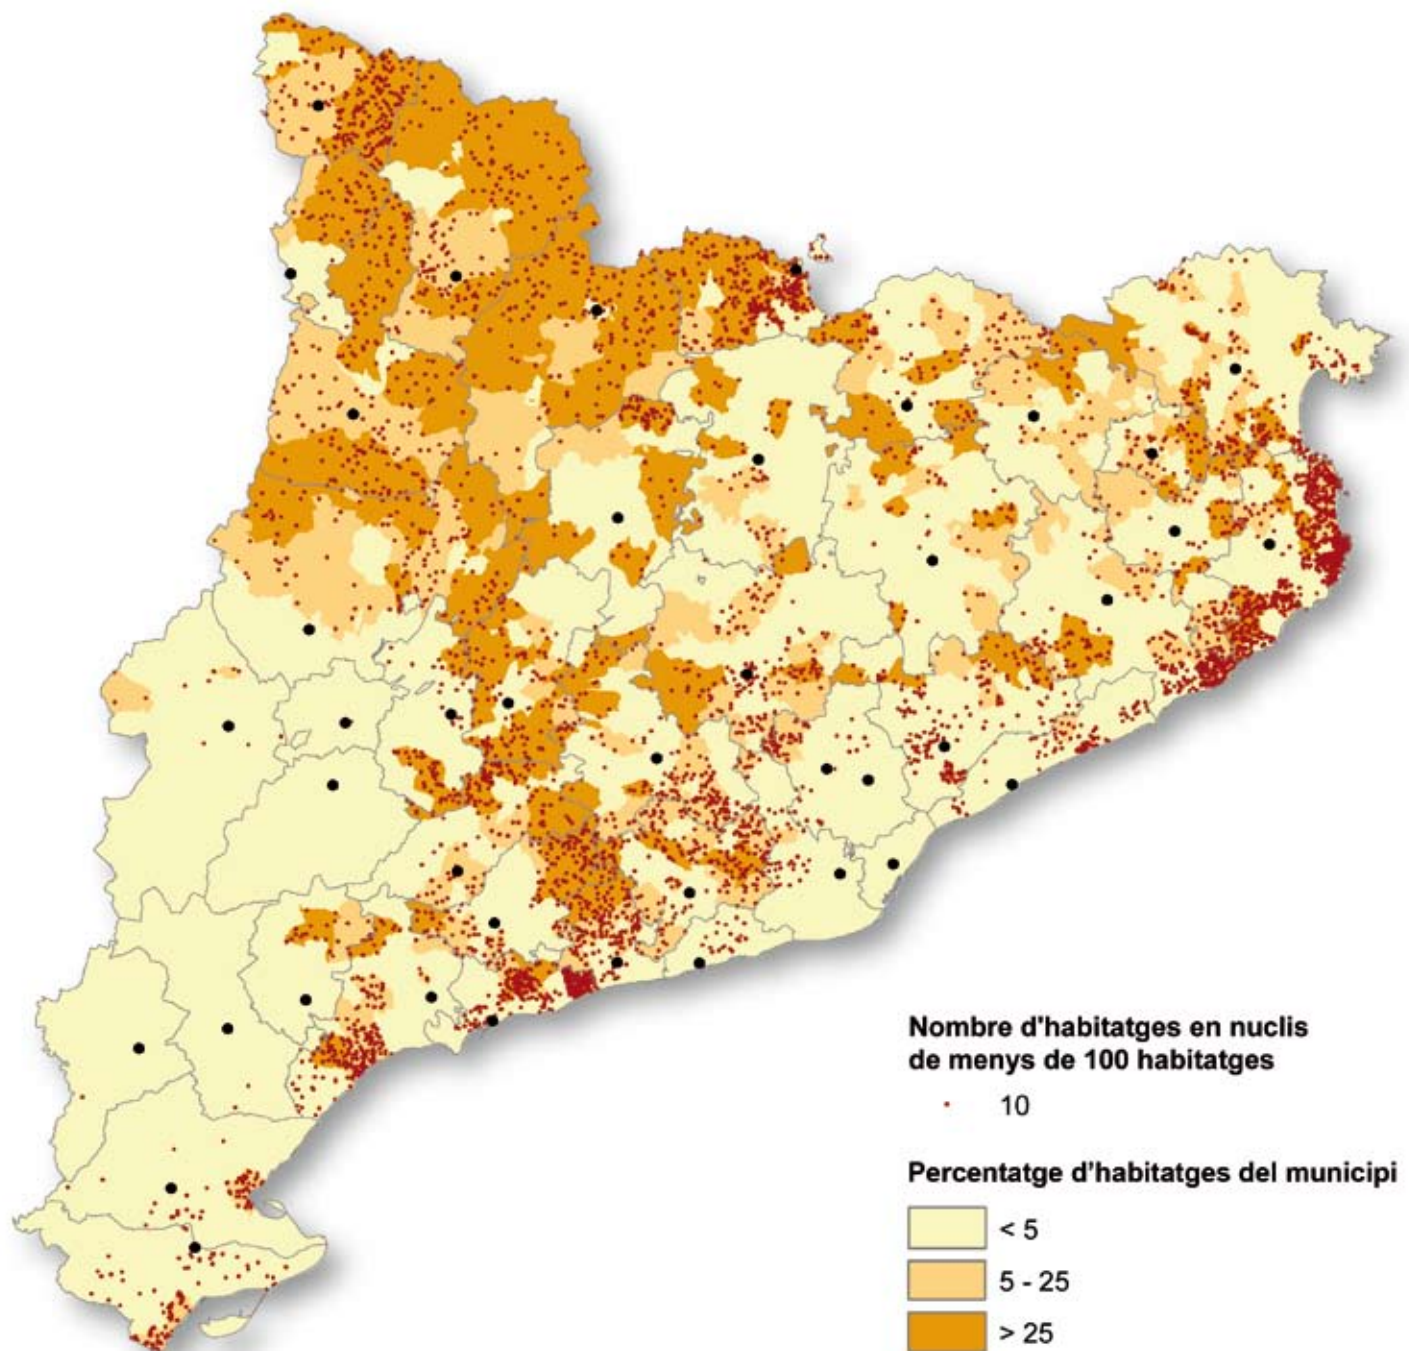 Nombre d'habitatges en nuclis
de menys de 100 habitatges
10
Percentatge d'habitatges del municipi
< 5
5 - 25
> 25